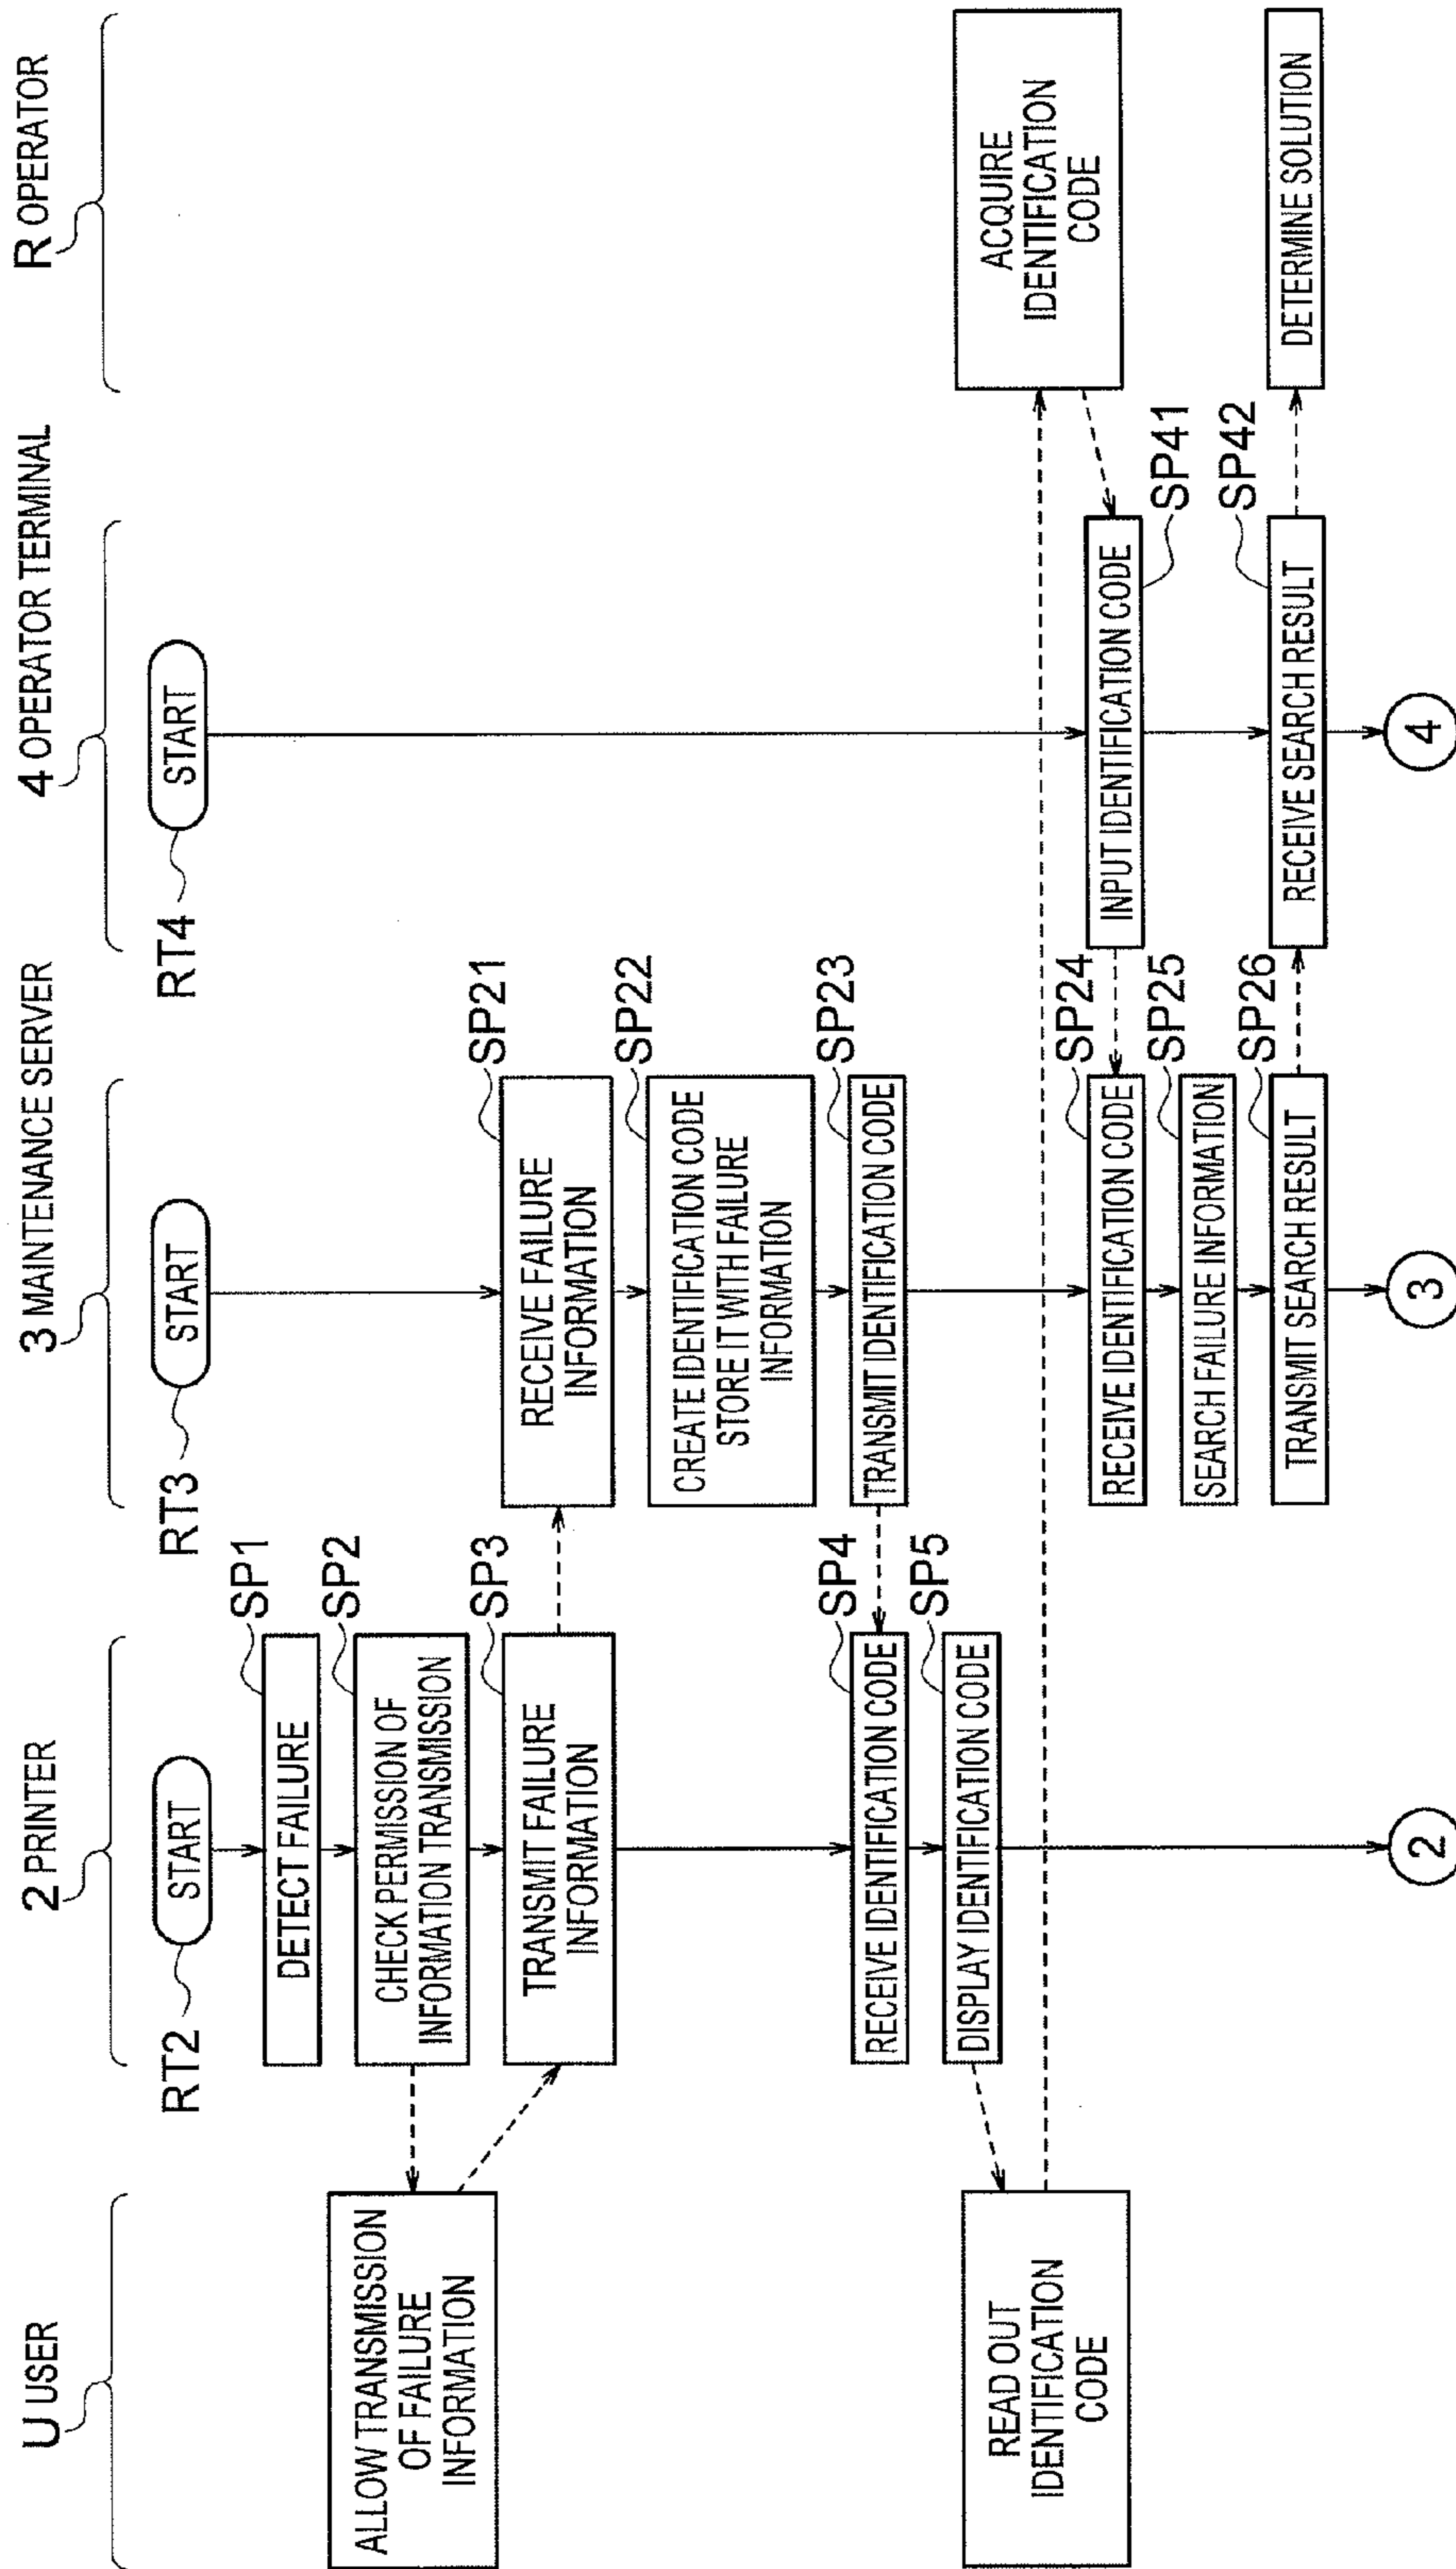 U USER
2 PRINTER
3 MAINTENANCE SERVER
4 OPERATOR TERMINAL
R OPERATOR
RT2
START
RT3
START
RT4
START
DETECT FAILURE
SP1
CHECK PERMISSION OF
INFORMATION TRANSMISSION
SP2
ALLOW TRANSMISSION
OF FAILURE
INFORMATION
TRANSMIT FAILURE
INFORMATION
SP3
RECEIVE FAILURE
INFORMATION
SP21
CREATE IDENTIFICATION CODE
STORE IT WITH FAILURE
INFORMATION
SP22
TRANSMIT IDENTIFICATION CODE
SP23
RECEIVE IDENTIFICATION CODE
SP4
DISPLAY IDENTIFICATION CODE
SP5
READ OUT
IDENTIFICATION
CODE
ACQUIRE
IDENTIFICATION
CODE
INPUT IDENTIFICATION CODE
SP41
RECEIVE IDENTIFICATION CODE
SP24
SEARCH FAILURE INFORMATION
SP25
TRANSMIT SEARCH RESULT
SP26
RECEIVE SEARCH RESULT
SP42
DETERMINE SOLUTION
2
3
4